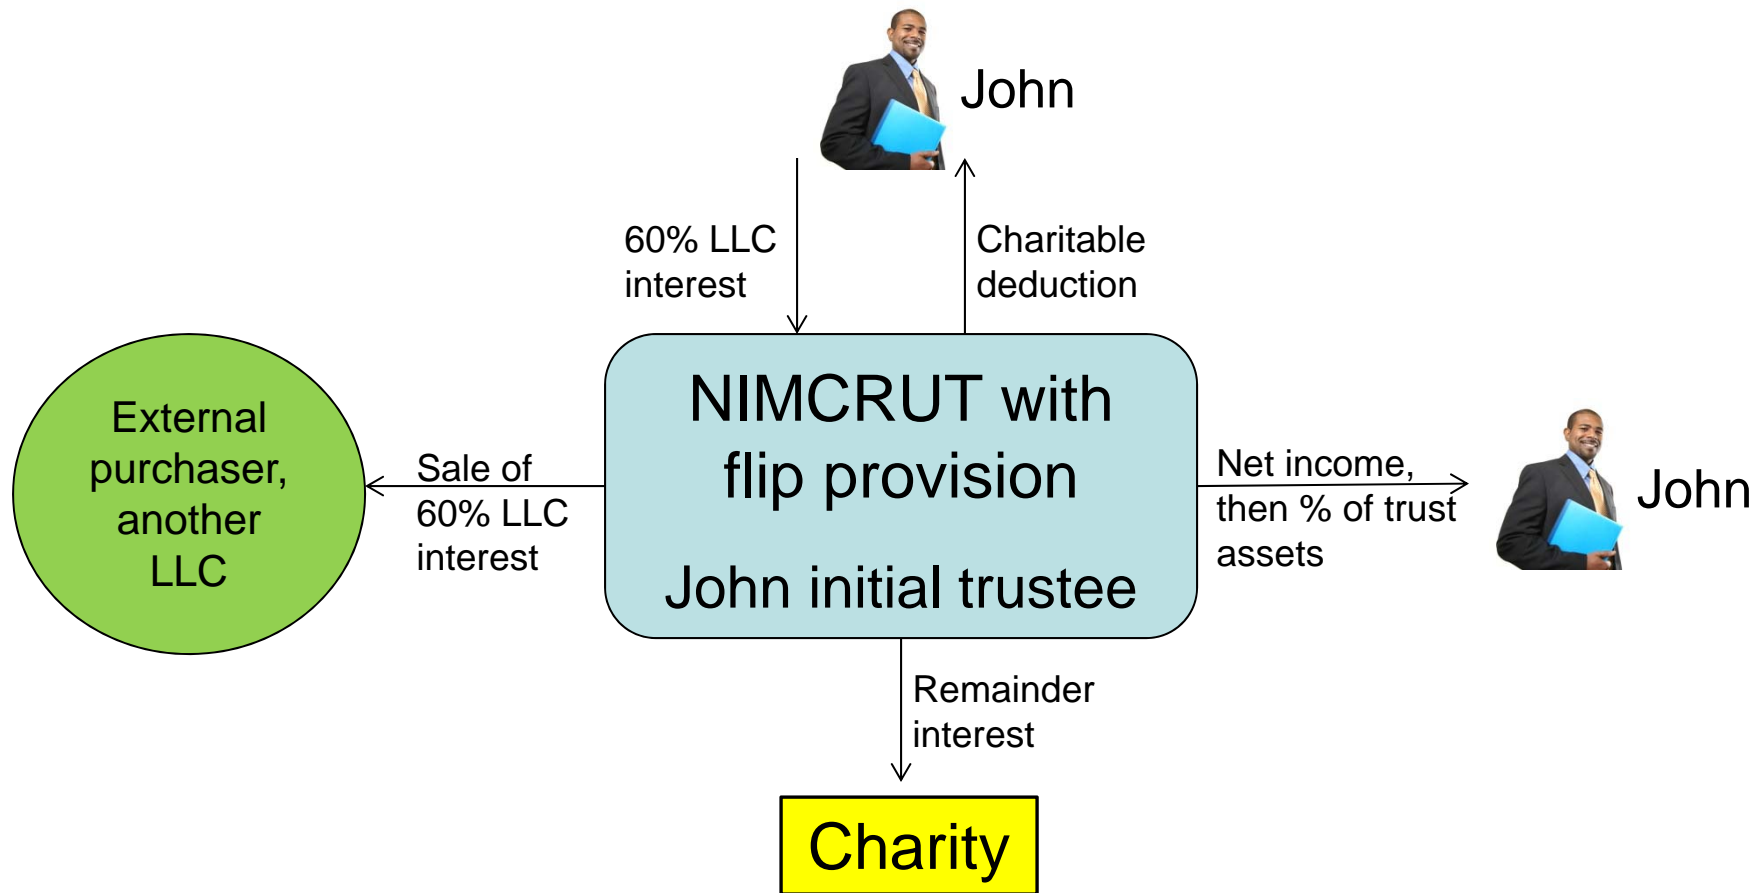 John
60% LLC
interest
Charitable
deduction
External
purchaser,
another
LLC
Sale of
60% LLC
interest
NIMCRUT with
flip provision
John initial trustee
Net income,
then % of trust
assets
John
Remainder
interest
Charity